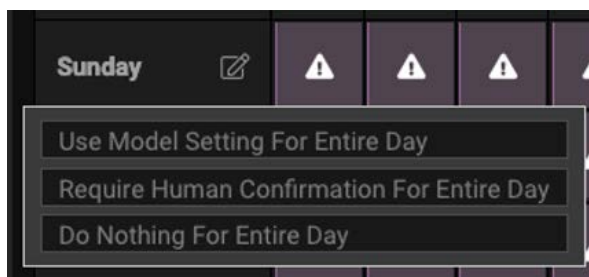 Sunday
Use Model Setting For Entire Day
Require Human Confirmation For Entire Day
Do Nothing For Entire Day